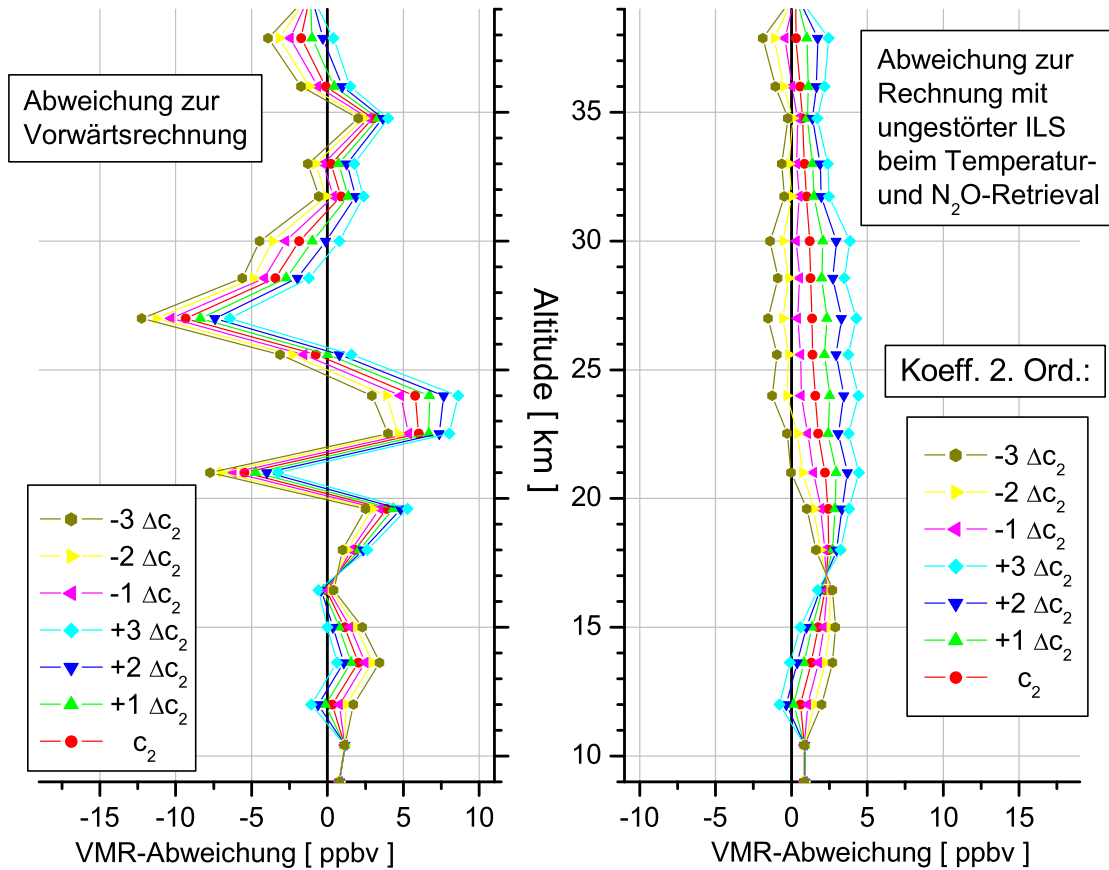 Abweichung zur
Vorwärtsrechnung
-3 Δc₂
-2 Δc₂
-1 Δc₂
+3 Δc₂
+2 Δc₂
+1 Δc₂
c₂
-15 -10 -5 0 5 10
VMR-Abweichung [ ppbv ]
35
30
25
20
15
10
Altitude [ km ]
Abweichung zur
Rechnung mit
ungestörter ILS
beim Temperatur-
und N₂O-Retrieval
Koeff. 2. Ord.:
-3 Δc₂
-2 Δc₂
-1 Δc₂
+3 Δc₂
+2 Δc₂
+1 Δc₂
c₂
-10 -5 0 5 10 15
VMR-Abweichung [ ppbv ]